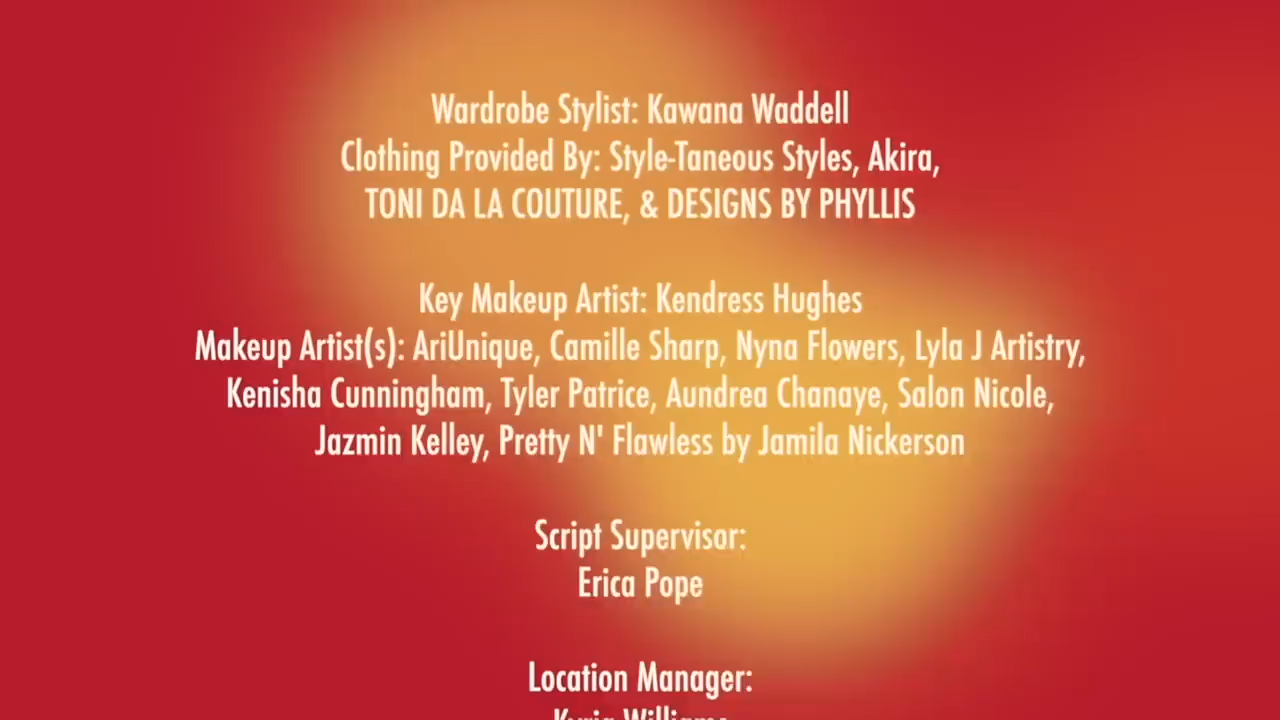 Wardrobe Stylist: Kawana Waddell
Clothing Provided By: Style-Taneous Styles, Akira,
TONI DA LA COUTURE, & DESIGNS BY PHYLLIS
Key Makeup Artist: Kendress Hughes
Makeup Artist(s): AriUnique, Camille Sharp, Nyna Flowers, Lyla J Artistry,
Kenisha Cunningham, Tyler Patrice, Aundrea Chanaye, Salon Nicole,
Jazmin Kelley, Pretty N' Flawless by Jamila Nickerson
Script Supervisor:
Erica Pope
Location Manager:
Williams